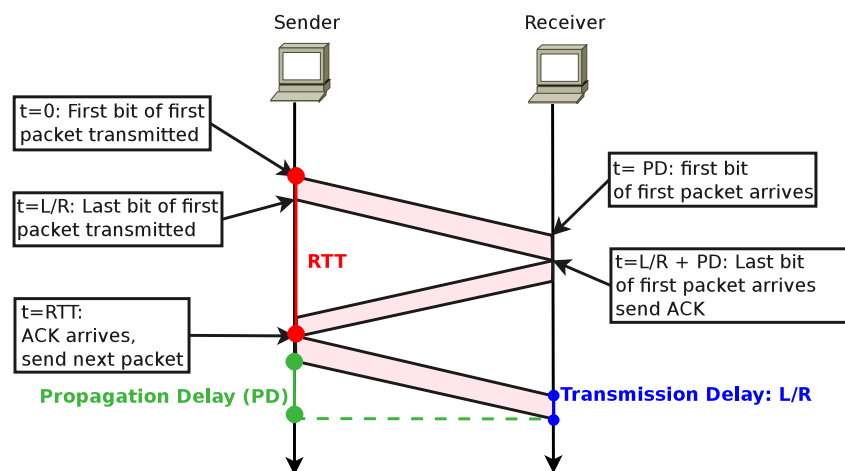 Sender
Receiver
t=0: First bit of first
packet transmitted
t= PD: first bit
of first packet arrives
t=L/R: Last bit of first
packet transmitted
RTT
t=L/R + PD: Last bit
of first packet arrives
send ACK
t=RTT:
ACK arrives,
send next packet
Propagation Delay (PD)
Transmission Delay: L/R